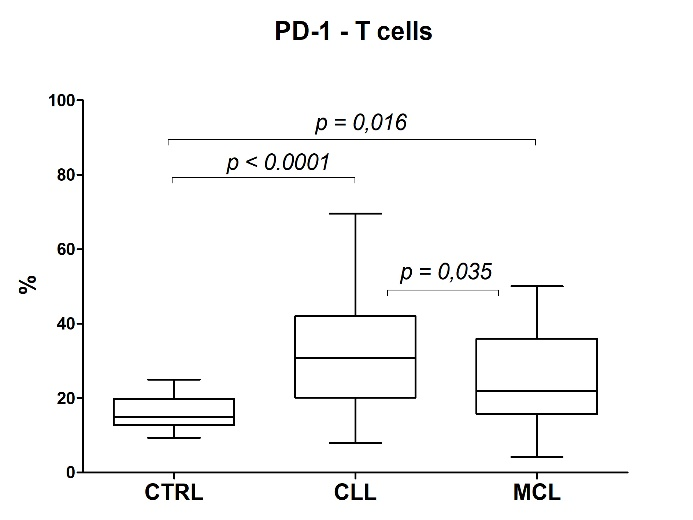 PD-1 - T cells
100
p = 0,016
p < 0.0001
80
60
p = 0,035
%
40
20
0
CTRL CLL MCL